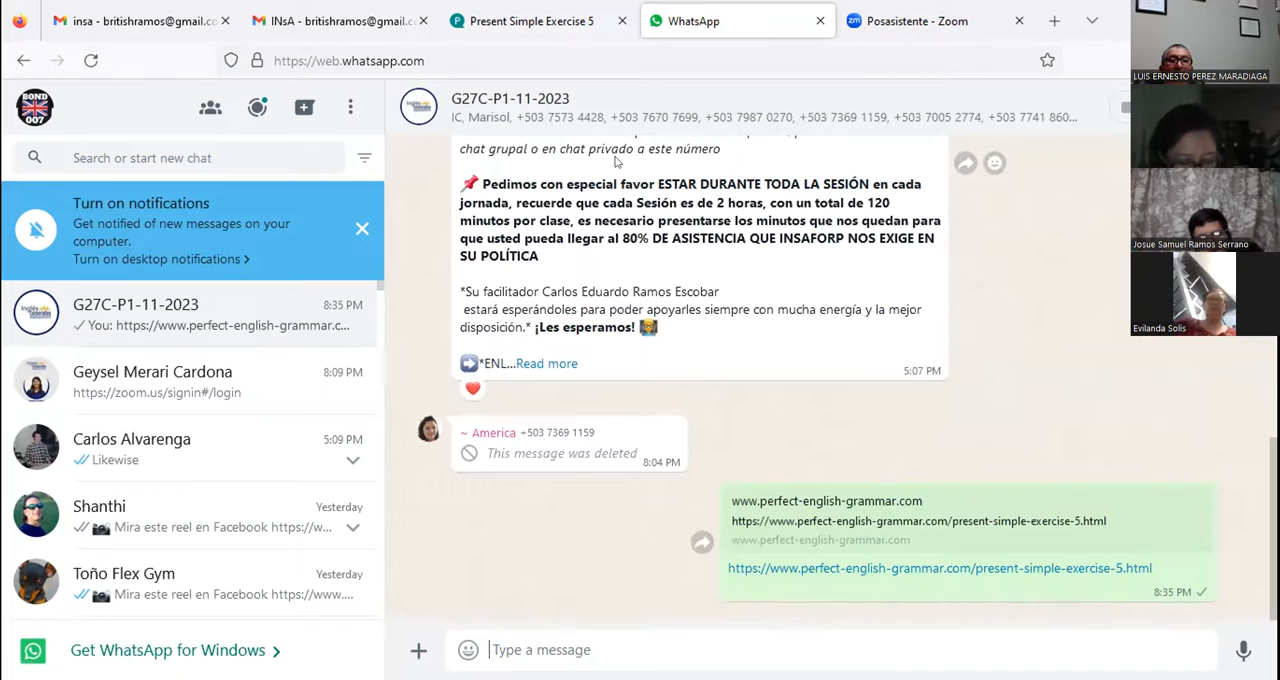 insa - britishramos@gmail.co
INsA - britishramos@gmail.c
Present Simple Exercise 5
WhatsApp
Posasistente - Zoom
https://web.whatsapp.com
LUIS ERNESTO PEREZ MARADIAGA
Josue Samuel Ramos Serrano
Evilanda Solis
BOND
007
Search or start new chat
Turn on notifications
Get notified of new messages on your
computer.
Turn on desktop notifications >
G27C-P1-11-2023
8:35 PM
You: https://www.perfect-english-grammar.c...
Geysel Merari Cardona
8:09 PM
https://zoom.us/signin#/login
Carlos Alvarenga
5:09 PM
Likewise
Shanthi
Yesterday
Mira este reel en Facebook https://w...
Toño Flex Gym
Yesterday
Mira este reel en Facebook https://www....
Get WhatsApp for Windows >
G27C-P1-11-2023
IC, Marisol, +503 7573 4428, +503 7670 7699, +503 7987 0270, +503 7369 1159, +503 7005 2774, +503 7741 860...
chat grupal o en chat privado a este número
📌 Pedimos con especial favor ESTAR DURANTE TODA LA SESIÓN en cada
jornada, recuerde que cada Sesión es de 2 horas, con un total de 120
minutos por clase, es necesario presentarse los minutos que nos quedan para
que usted pueda llegar al 80% DE ASISTENCIA QUE INSAFORP NOS EXIGE EN
SU POLÍTICA
*Su facilitador Carlos Eduardo Ramos Escobar
estará esperándoles para poder apoyarles siempre con mucha energía y la mejor
disposición.* ¡Les esperamos! 👨‍🏫
➡️*ENL...Read more
5:07 PM
~ America +503 7369 1159
This message was deleted
8:04 PM
www.perfect-english-grammar.com
https://www.perfect-english-grammar.com/present-simple-exercise-5.html
www.perfect-english-grammar.com
https://www.perfect-english-grammar.com/present-simple-exercise-5.html
8:35 PM
Type a message